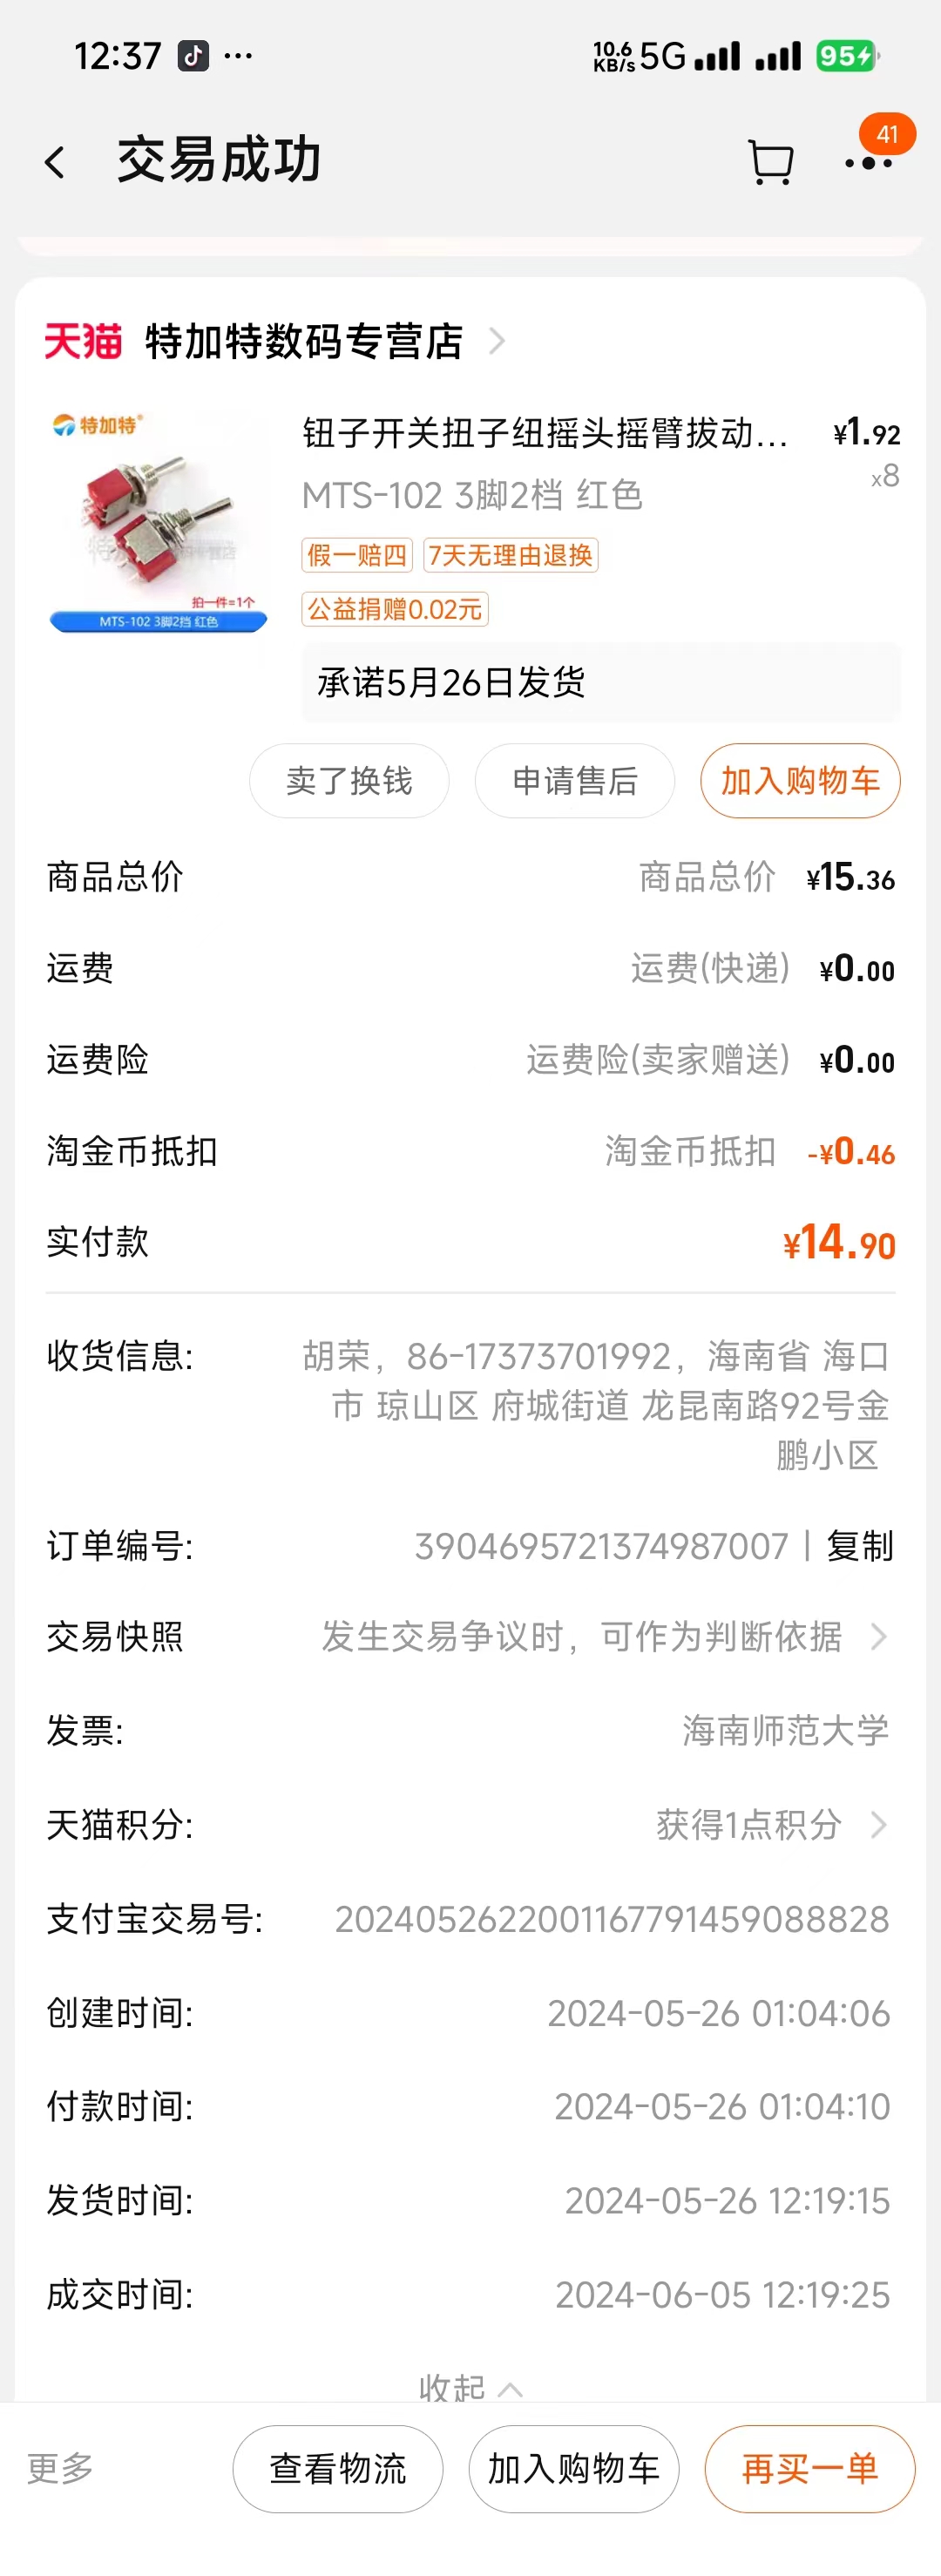 12:37 ···
10.6 KB/s 5G 95
交易成功
41
天猫 特加特数码专营店
特加特®
钮子开关扭子纽摇头摇臂拔动... ¥1.92
MTS-102 3脚2档 红色 x8
假一赔四 7天无理由退换
拍一件=1个
公益捐赠0.02元
MTS-102 3脚2挡 红色
承诺5月26日发货
卖了换钱 申请售后 加入购物车
商品总价 商品总价 ¥15.36
运费 运费(快递) ¥0.00
运费险 运费险(卖家赠送) ¥0.00
淘金币抵扣 淘金币抵扣 -¥0.46
实付款 ¥14.90
收货信息: 胡荣，86-17373701992，海南省 海口
市 琼山区 府城街道 龙昆南路92号金
鹏小区
订单编号: 3904695721374987007 | 复制
交易快照 发生交易争议时，可作为判断依据
发票: 海南师范大学
天猫积分: 获得1点积分
支付宝交易号: 2024052622001167791459088828
创建时间: 2024-05-26 01:04:06
付款时间: 2024-05-26 01:04:10
发货时间: 2024-05-26 12:19:15
成交时间: 2024-06-05 12:19:25
收起
更多 查看物流 加入购物车 再买一单